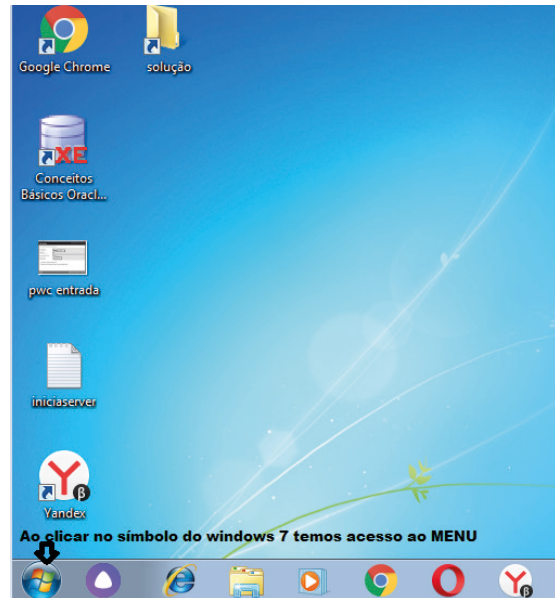 Google Chrome
solução
XE
Conceitos
Básicos Oracl...
pwc entrada
iniciaserver
Y β
Yandex
Ao clicar no símbolo do windows 7 temos acesso ao MENU
Y β